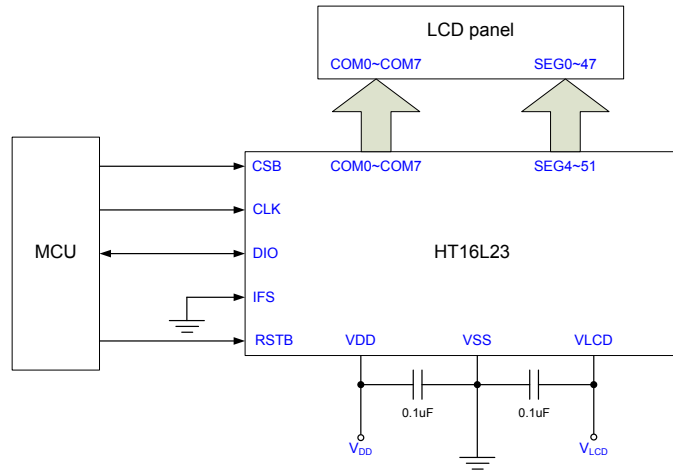 LCD panel
COM0~COM7 SEG0~47
CSB COM0~COM7 SEG4~51
CLK
MCU DIO HT16L23
IFS
RSTB VDD VSS VLCD
0.1uF 0.1uF
VDD VLCD